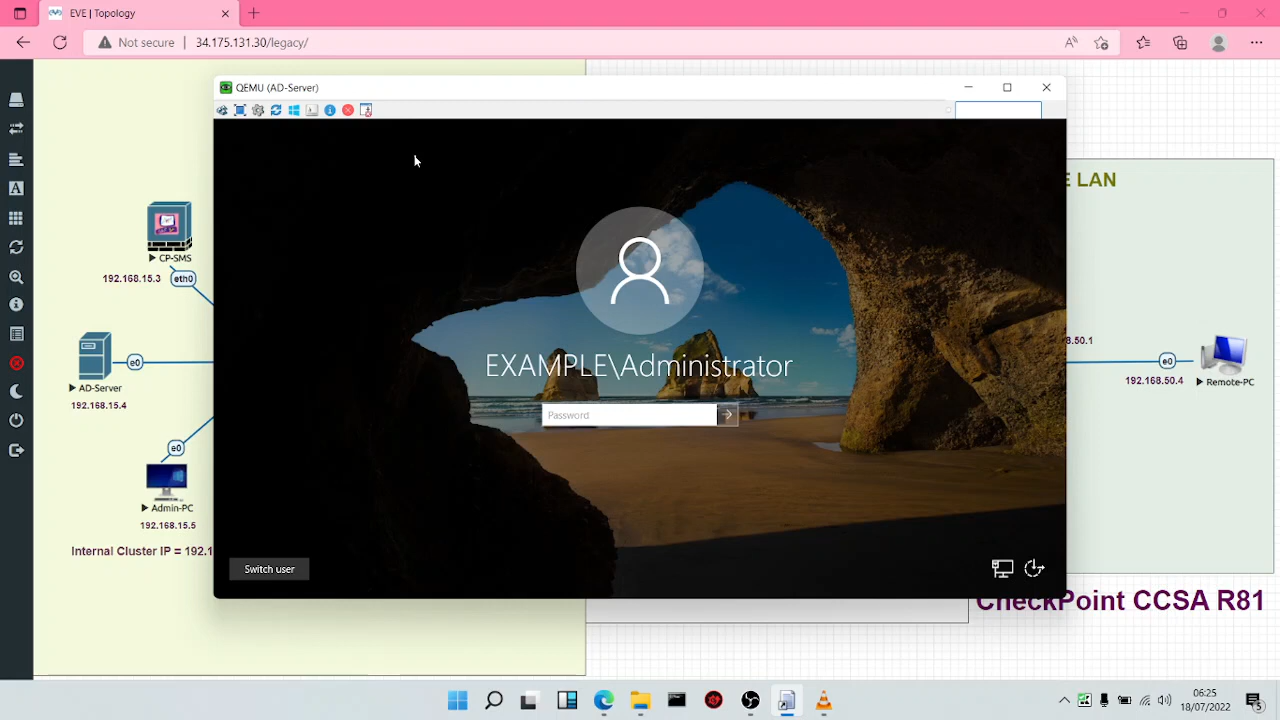 EVE | Topology
Not secure
34.175.131.30/legacy/
QEMU (AD-Server)
E LAN
CP-SMS
192.168.15.3
eth0
AD-Server
e0
192.168.15.4
e0
Admin-PC
192.168.15.5
Internal Cluster IP = 192.1
EXAMPLE\Administrator
Password
Switch user
.50.1
e0
192.168.50.4
Remote-PC
CheckPoint CCSA R81
06:25
18/07/2022
5